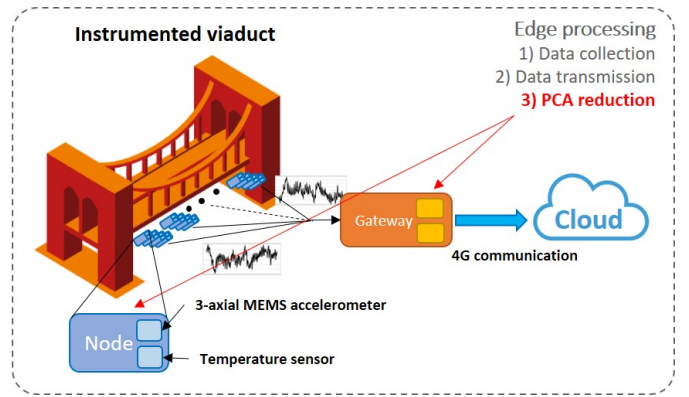 Instrumented viaduct
Edge processing
1) Data collection
2) Data transmission
3) PCA reduction
Gateway
Cloud
4G communication
3-axial MEMS accelerometer
Node
Temperature sensor